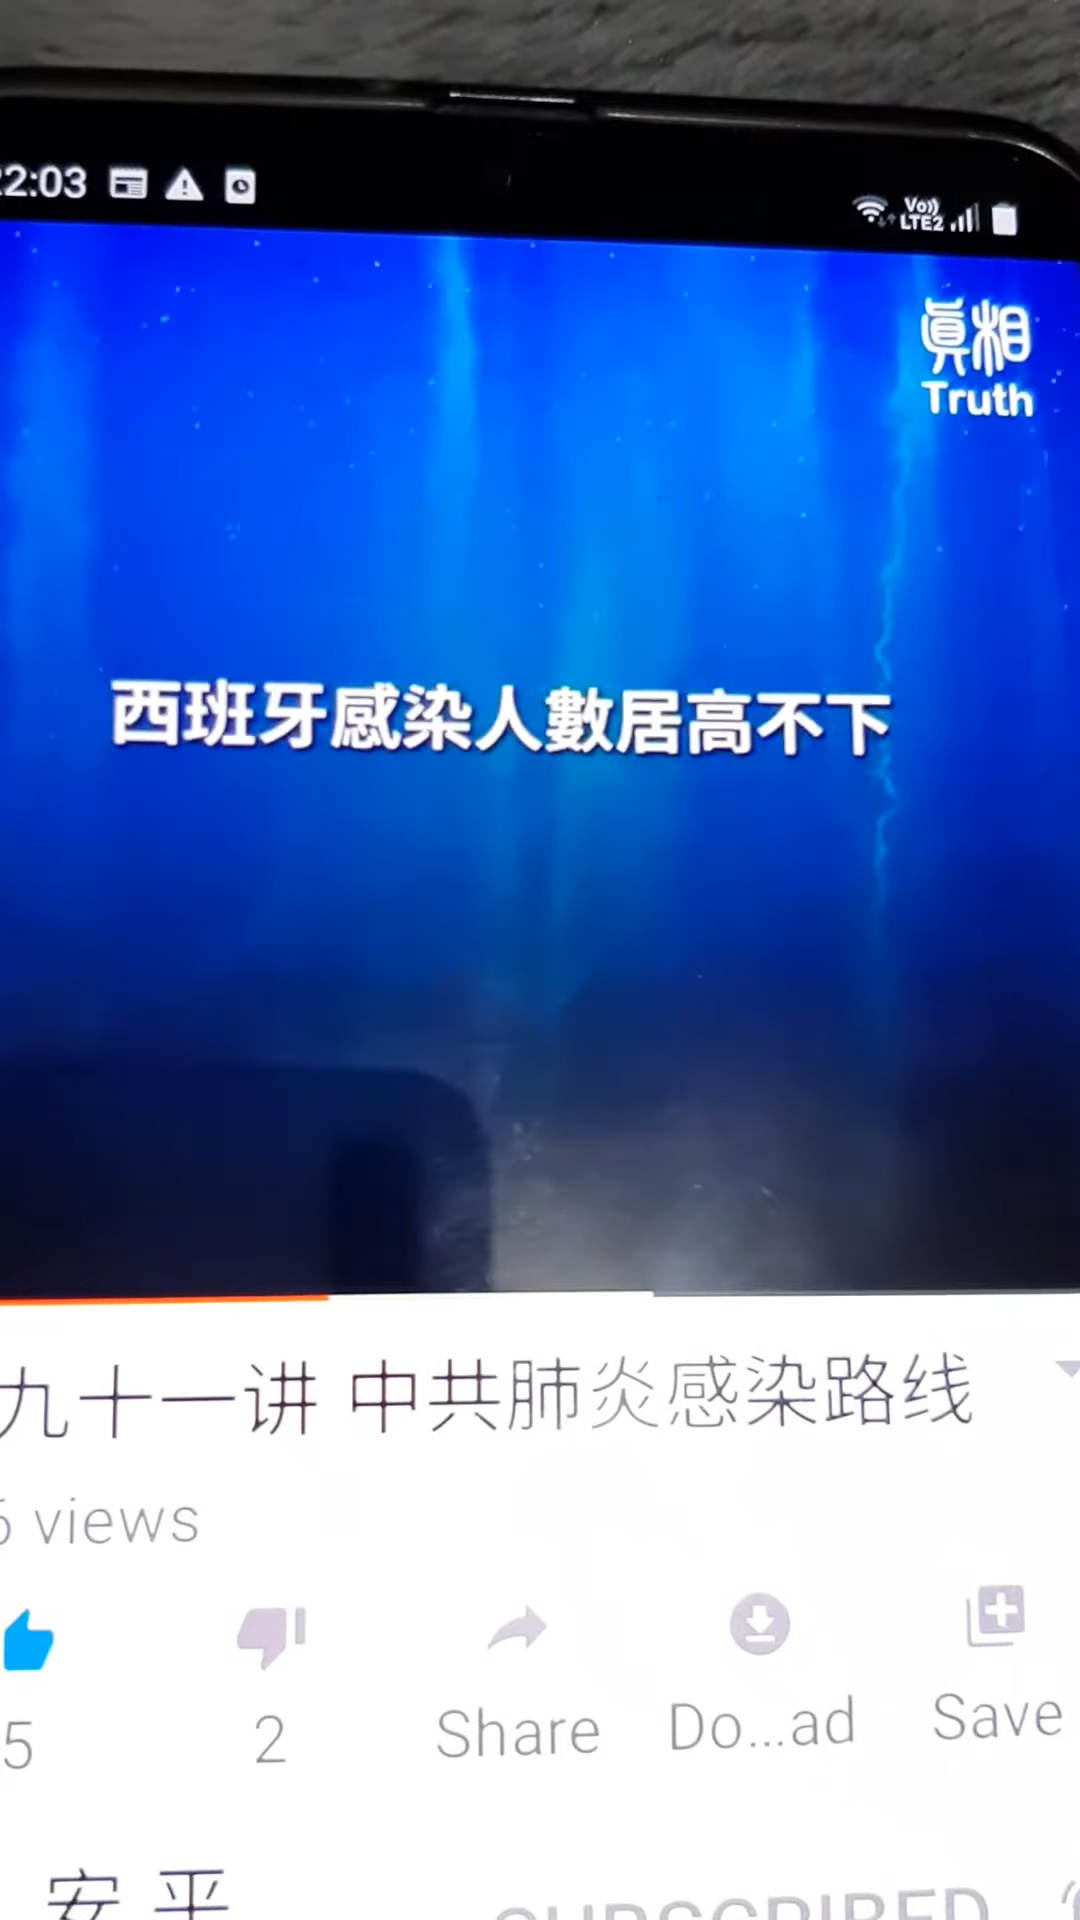 2:03
Vo))
LTE2
眞相
Truth
西班牙感染人數居高不下
九十一讲 中共肺炎感染路线
views
5
2
Share
Do...ad
Save
安 平
SUBSCRIBED